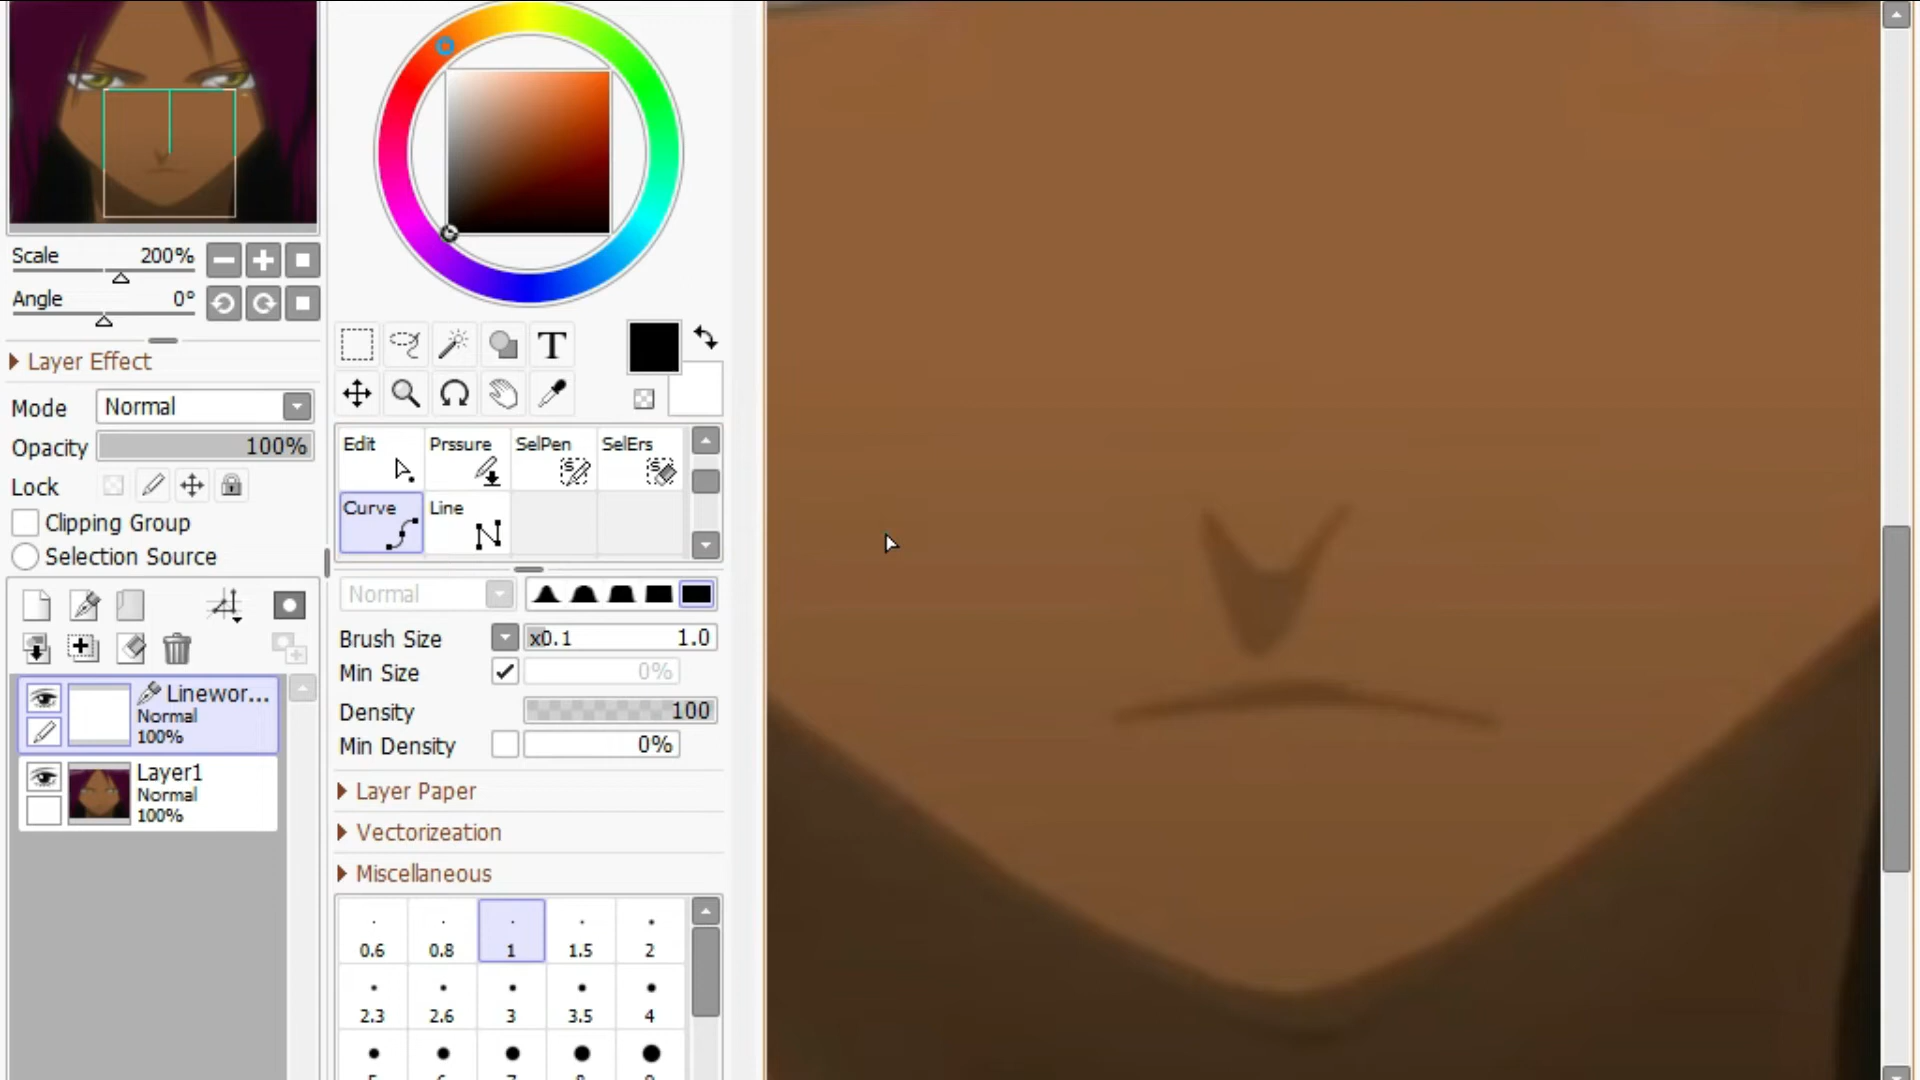 Scale 200%
Angle 0°
Layer Effect
Mode Normal
Opacity 100%
Lock
Clipping Group
Selection Source
Linewor...
Normal
100%
Layer1
Normal
100%
T
Edit Prssure SelPen SelErs
Curve Line
Normal
Brush Size x0.1 1.0
Min Size 0%
Density 100
Min Density 0%
Layer Paper
Vectorizeation
Miscellaneous
0.6 0.8 1 1.5 2
2.3 2.6 3 3.5 4